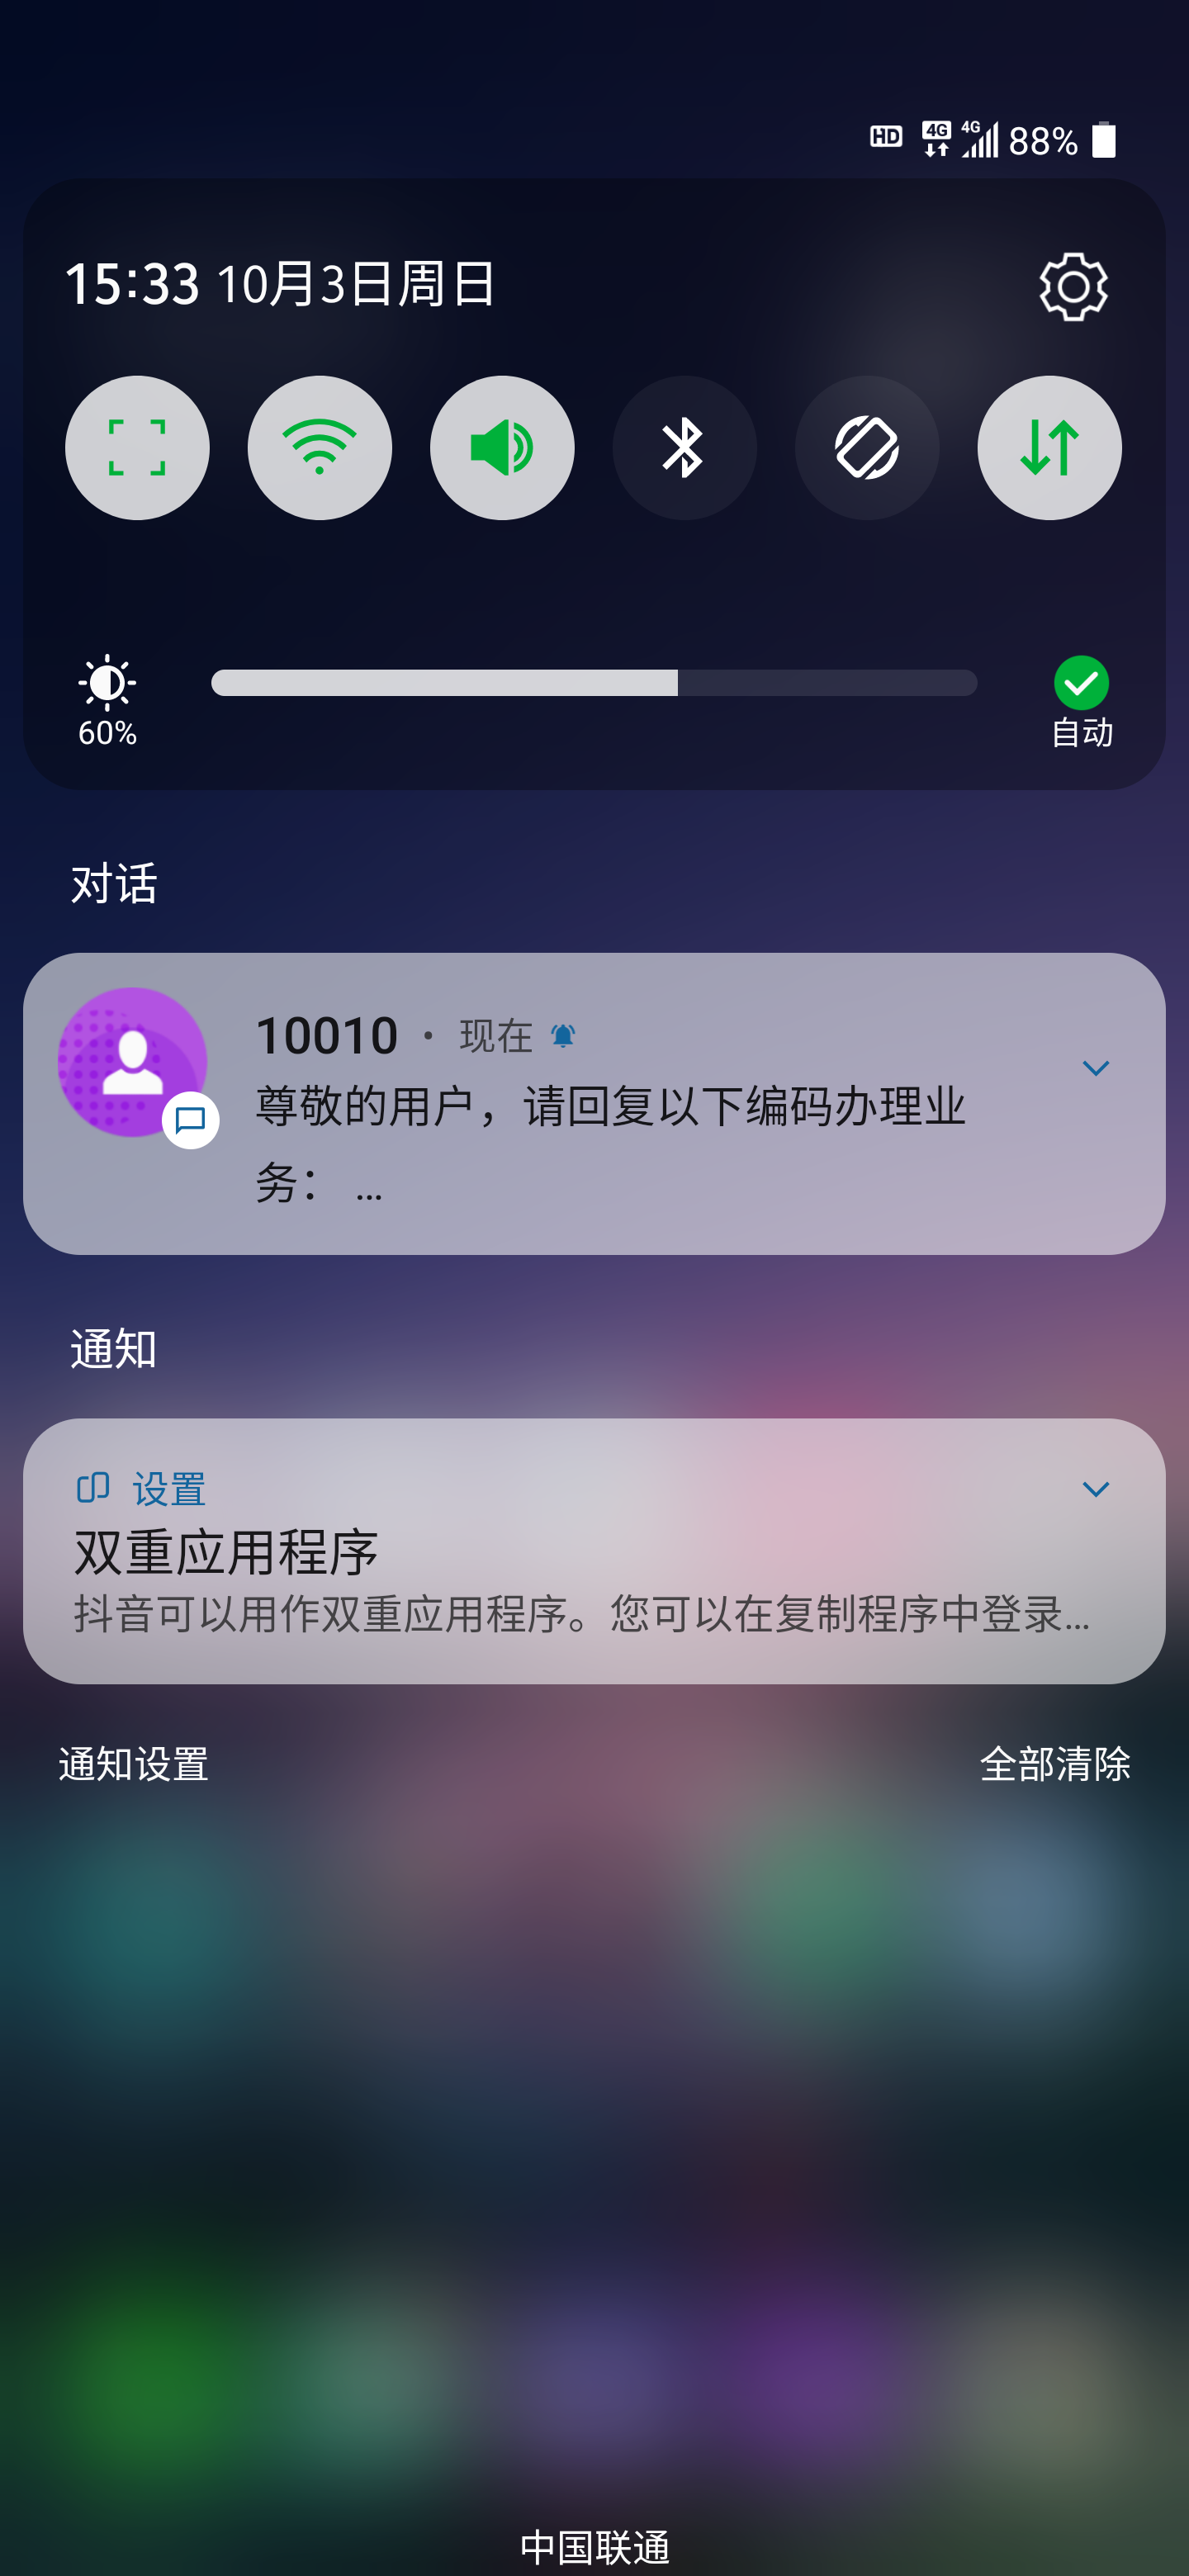 HD 4G 4G 88%
15:33 10月3日周日
60%
自动
对话
10010 • 现在
尊敬的用户，请回复以下编码办理业
务： ...
通知
设置
双重应用程序
抖音可以用作双重应用程序。您可以在复制程序中登录...
通知设置 全部清除
中国联通